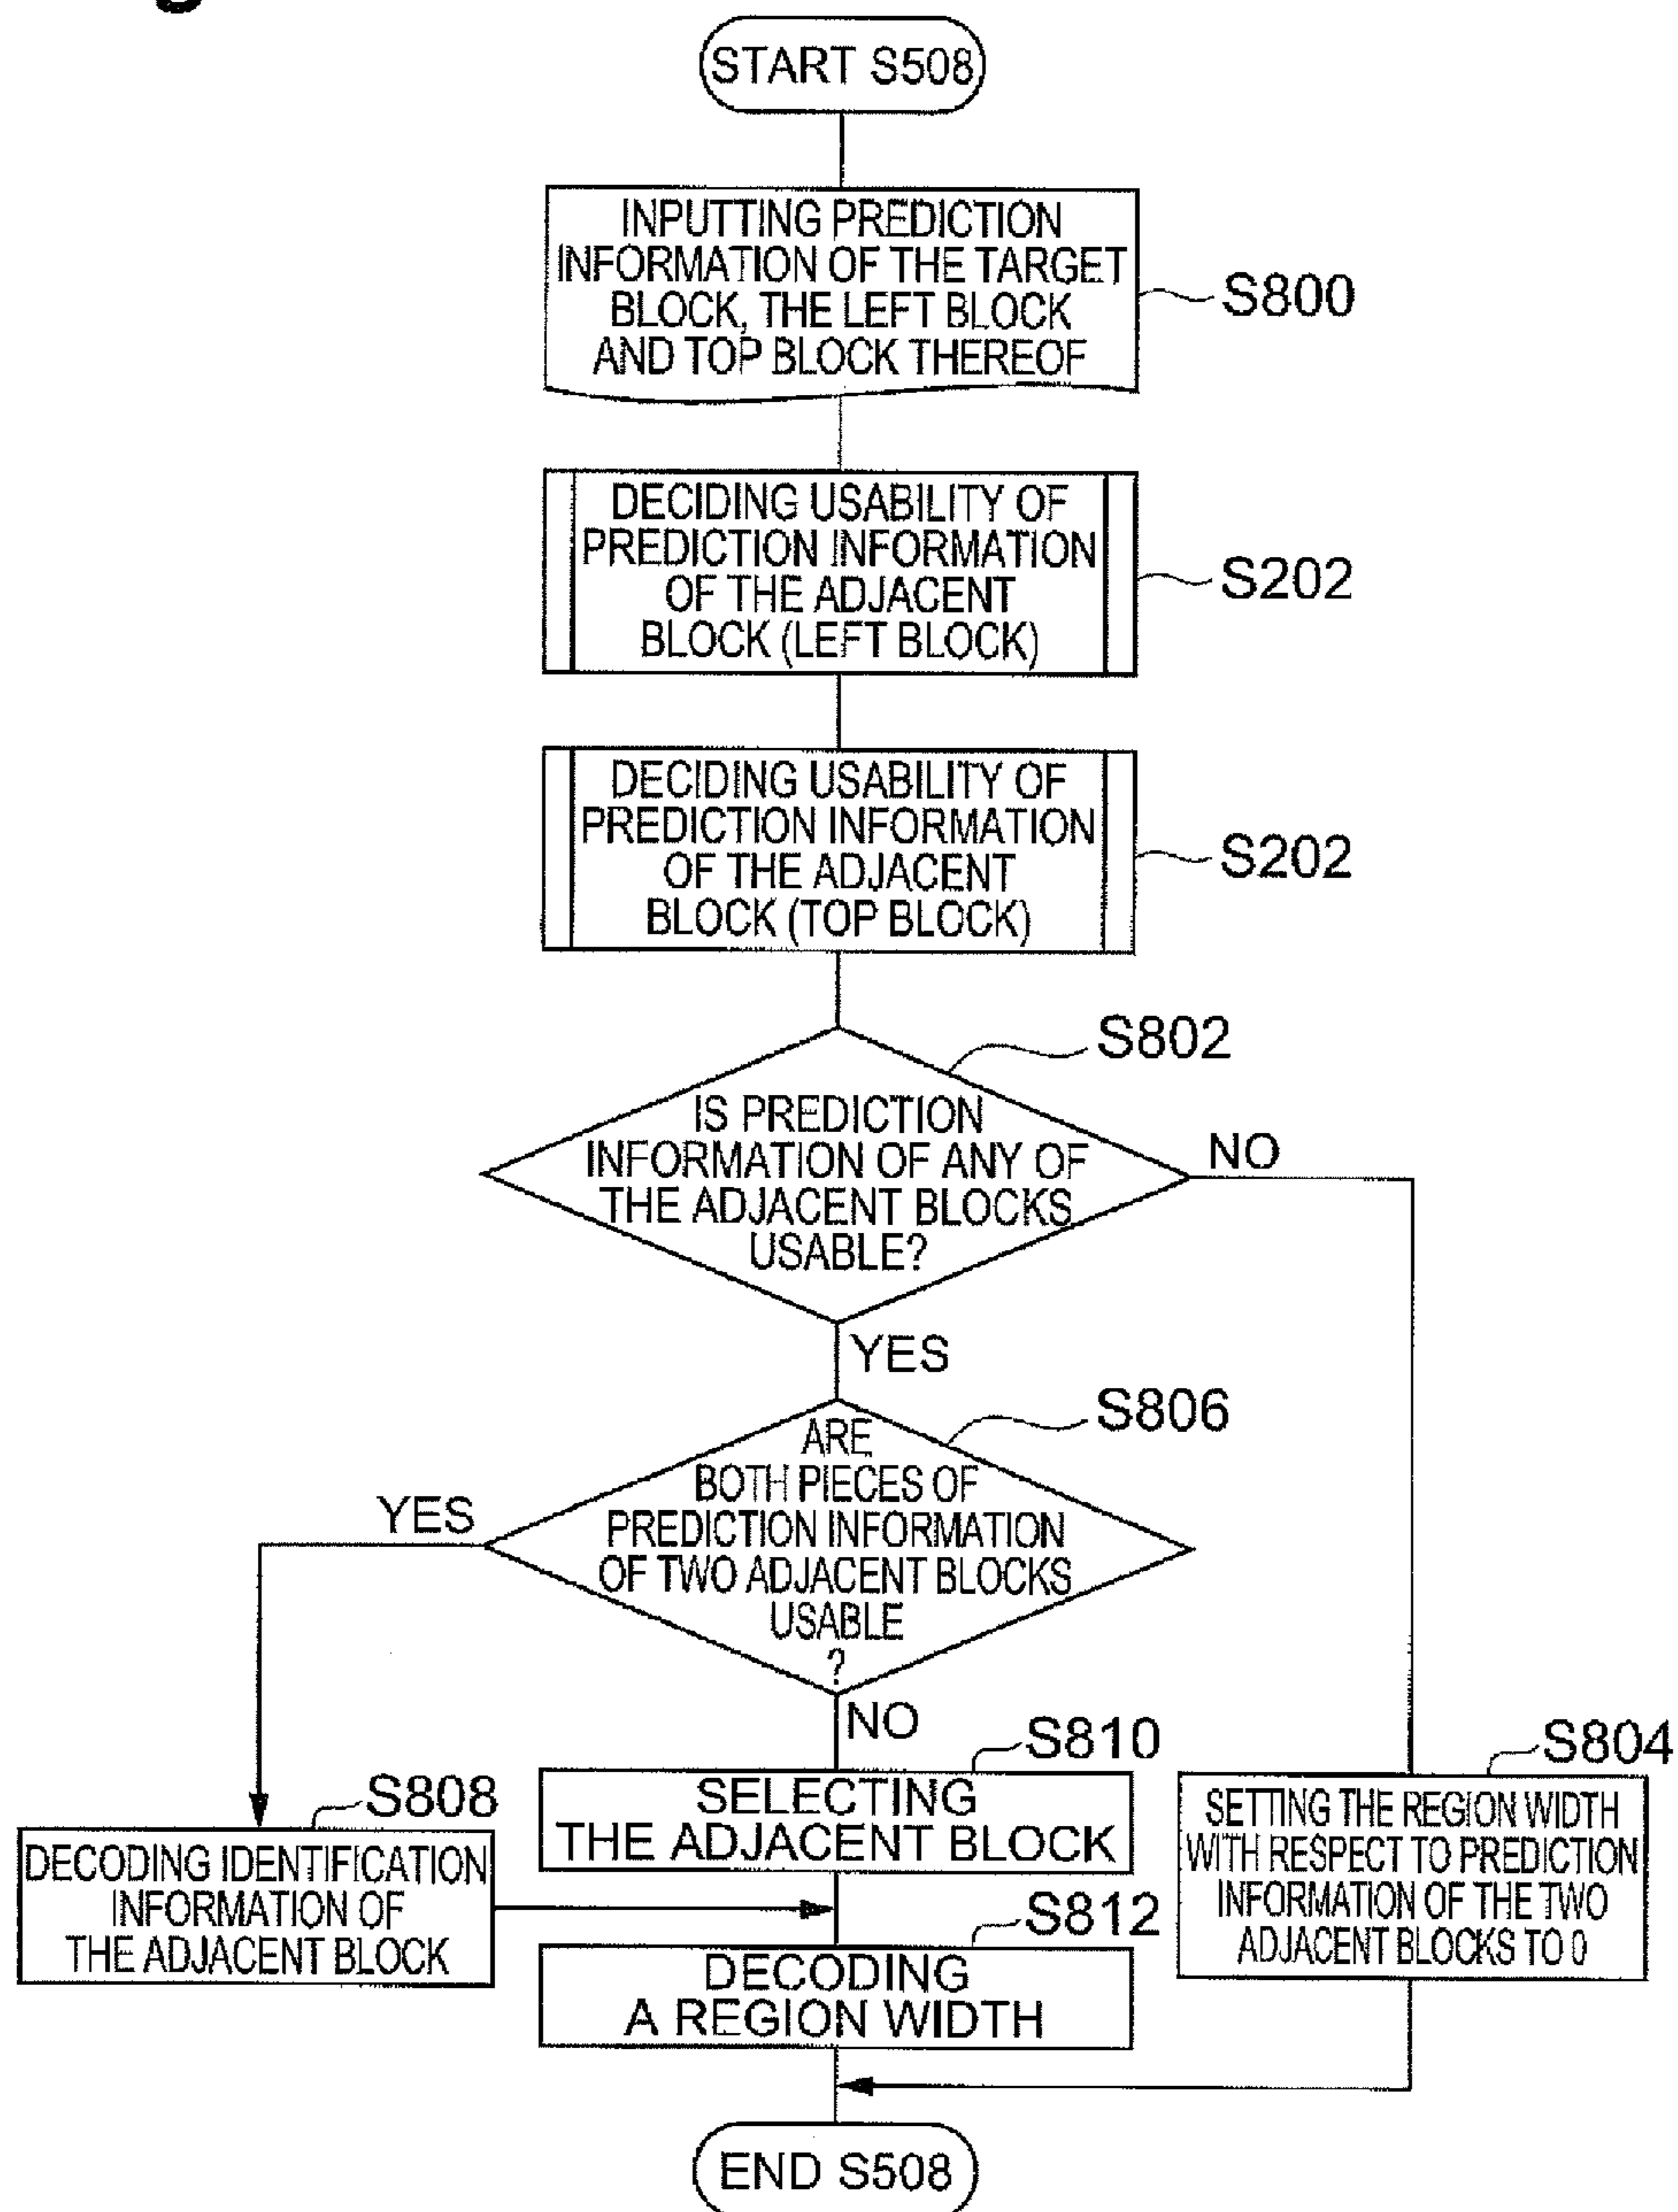 START S508
INPUTTING PREDICTION
INFORMATION OF THE TARGET
BLOCK, THE LEFT BLOCK
AND TOP BLOCK THEREOF
S800
DECIDING USABILITY OF
PREDICTION INFORMATION
OF THE ADJACENT
BLOCK (LEFT BLOCK)
S202
DECIDING USABILITY OF
PREDICTION INFORMATION
OF THE ADJACENT
BLOCK (TOP BLOCK)
S202
S802
IS PREDICTION
INFORMATION OF ANY OF
THE ADJACENT BLOCKS
USABLE?
NO
YES
S806
ARE
BOTH PIECES OF
PREDICTION INFORMATION
OF TWO ADJACENT BLOCKS
USABLE
?
YES
NO
S810
SELECTING
THE ADJACENT BLOCK
S804
SETTING THE REGION WIDTH
WITH RESPECT TO PREDICTION
INFORMATION OF THE TWO
ADJACENT BLOCKS TO 0
S808
DECODING IDENTIFICATION
INFORMATION OF
THE ADJACENT BLOCK
S812
DECODING
A REGION WIDTH
END S508